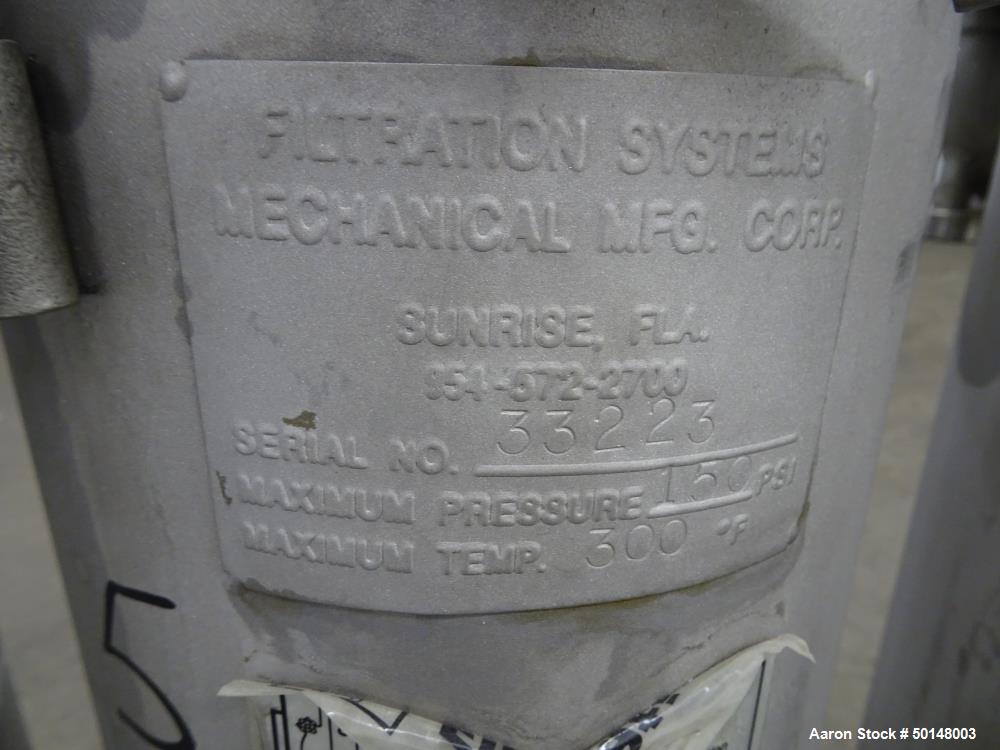 FILTRATION SYSTEMS
MECHANICAL MFG. CORP.
SUNRISE, FLA.
954-572-2700
SERIAL NO. 33223
MAXIMUM PRESSURE 150 PSI
MAXIMUM TEMP. 300 °F
5
Aaron Stock # 50148003